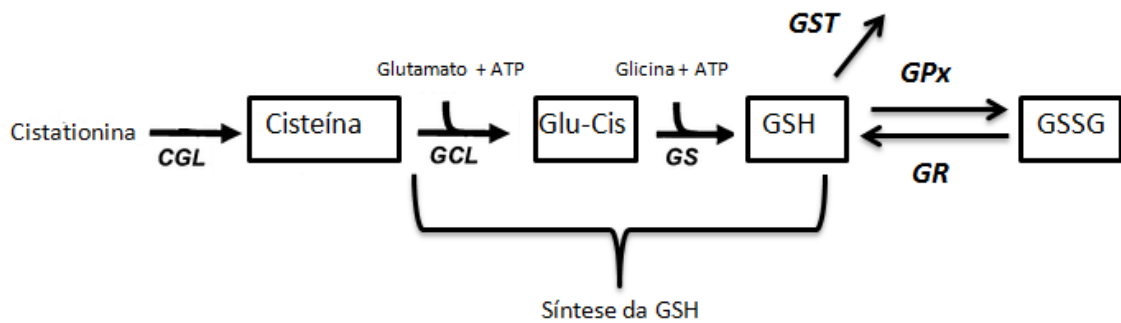 GST
Glutamato + ATP
Glicina + ATP
GPx
Cistationina
Cisteína
Glu-Cis
GSH
GSSG
CGL
GCL
GS
GR
Síntese da GSH